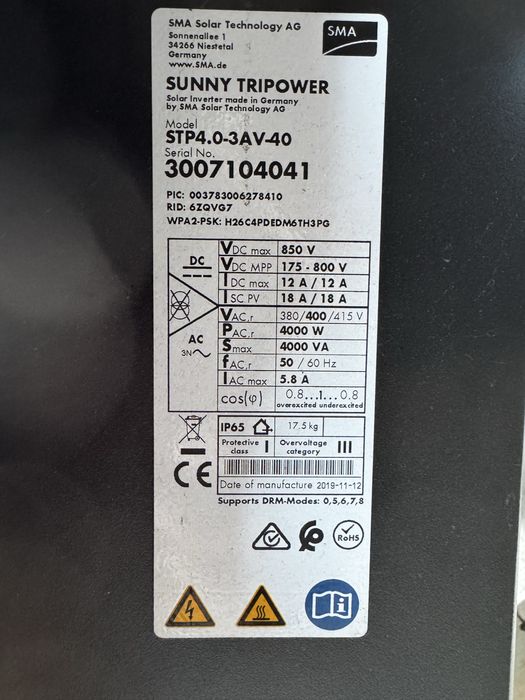 SMA Solar Technology AG
Sonnenallee 1
34266 Niestetal
Germany
www.SMA.de
SMA
SUNNY TRIPOWER
Solar Inverter made in Germany
by SMA Solar Technology AG
Model
STP4.0-3AV-40
Serial No.
3007104041
PIC: 003783006278410
RID: 6ZQVG7
WPA2-PSK: H26C4PDEDM6TH3PG
DC
VDC max 850 V
VDC MPP 175 - 800 V
IDC max 12 A / 12 A
ISC PV 18 A / 18 A
VAC,r 380/400/415 V
AC
3N
PAC,r 4000 W
Smax 4000 VA
fAC,r 50 / 60 Hz
IAC max 5.8 A
cos(φ) 0.8...1...0.8
overexcited underexcited
IP65 17.5kg
Protective class I Overvoltage category III
CE
Date of manufacture 2019-11-12
Supports DRM-Modes: 0,5,6,7,8
RoHS